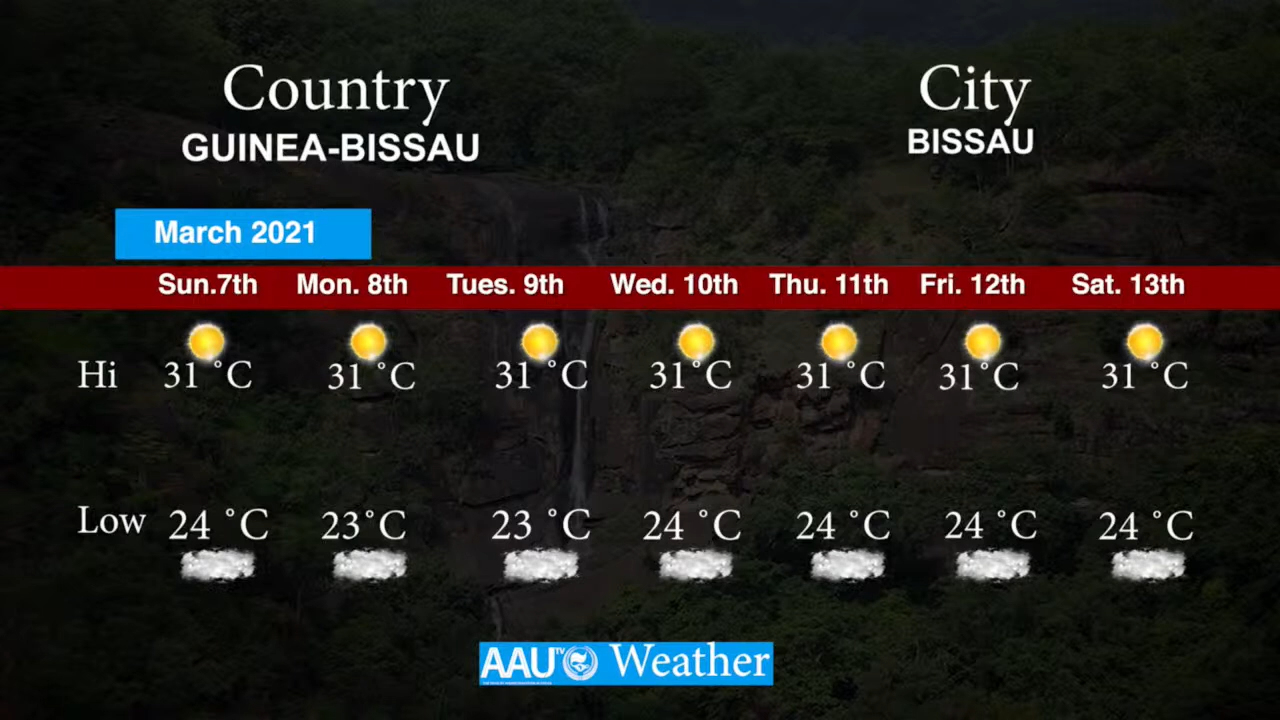 Country
GUINEA-BISSAU
City
BISSAU
March 2021
Sun.7th Mon. 8th Tues. 9th Wed. 10th Thu. 11th Fri. 12th Sat. 13th
Hi 31 °C 31 °C 31 °C 31°C 31 °C 31°C 31 °C
Low 24 °C 23°C 23 °C 24 °C 24 °C 24 °C 24 °C
AAU TV Weather